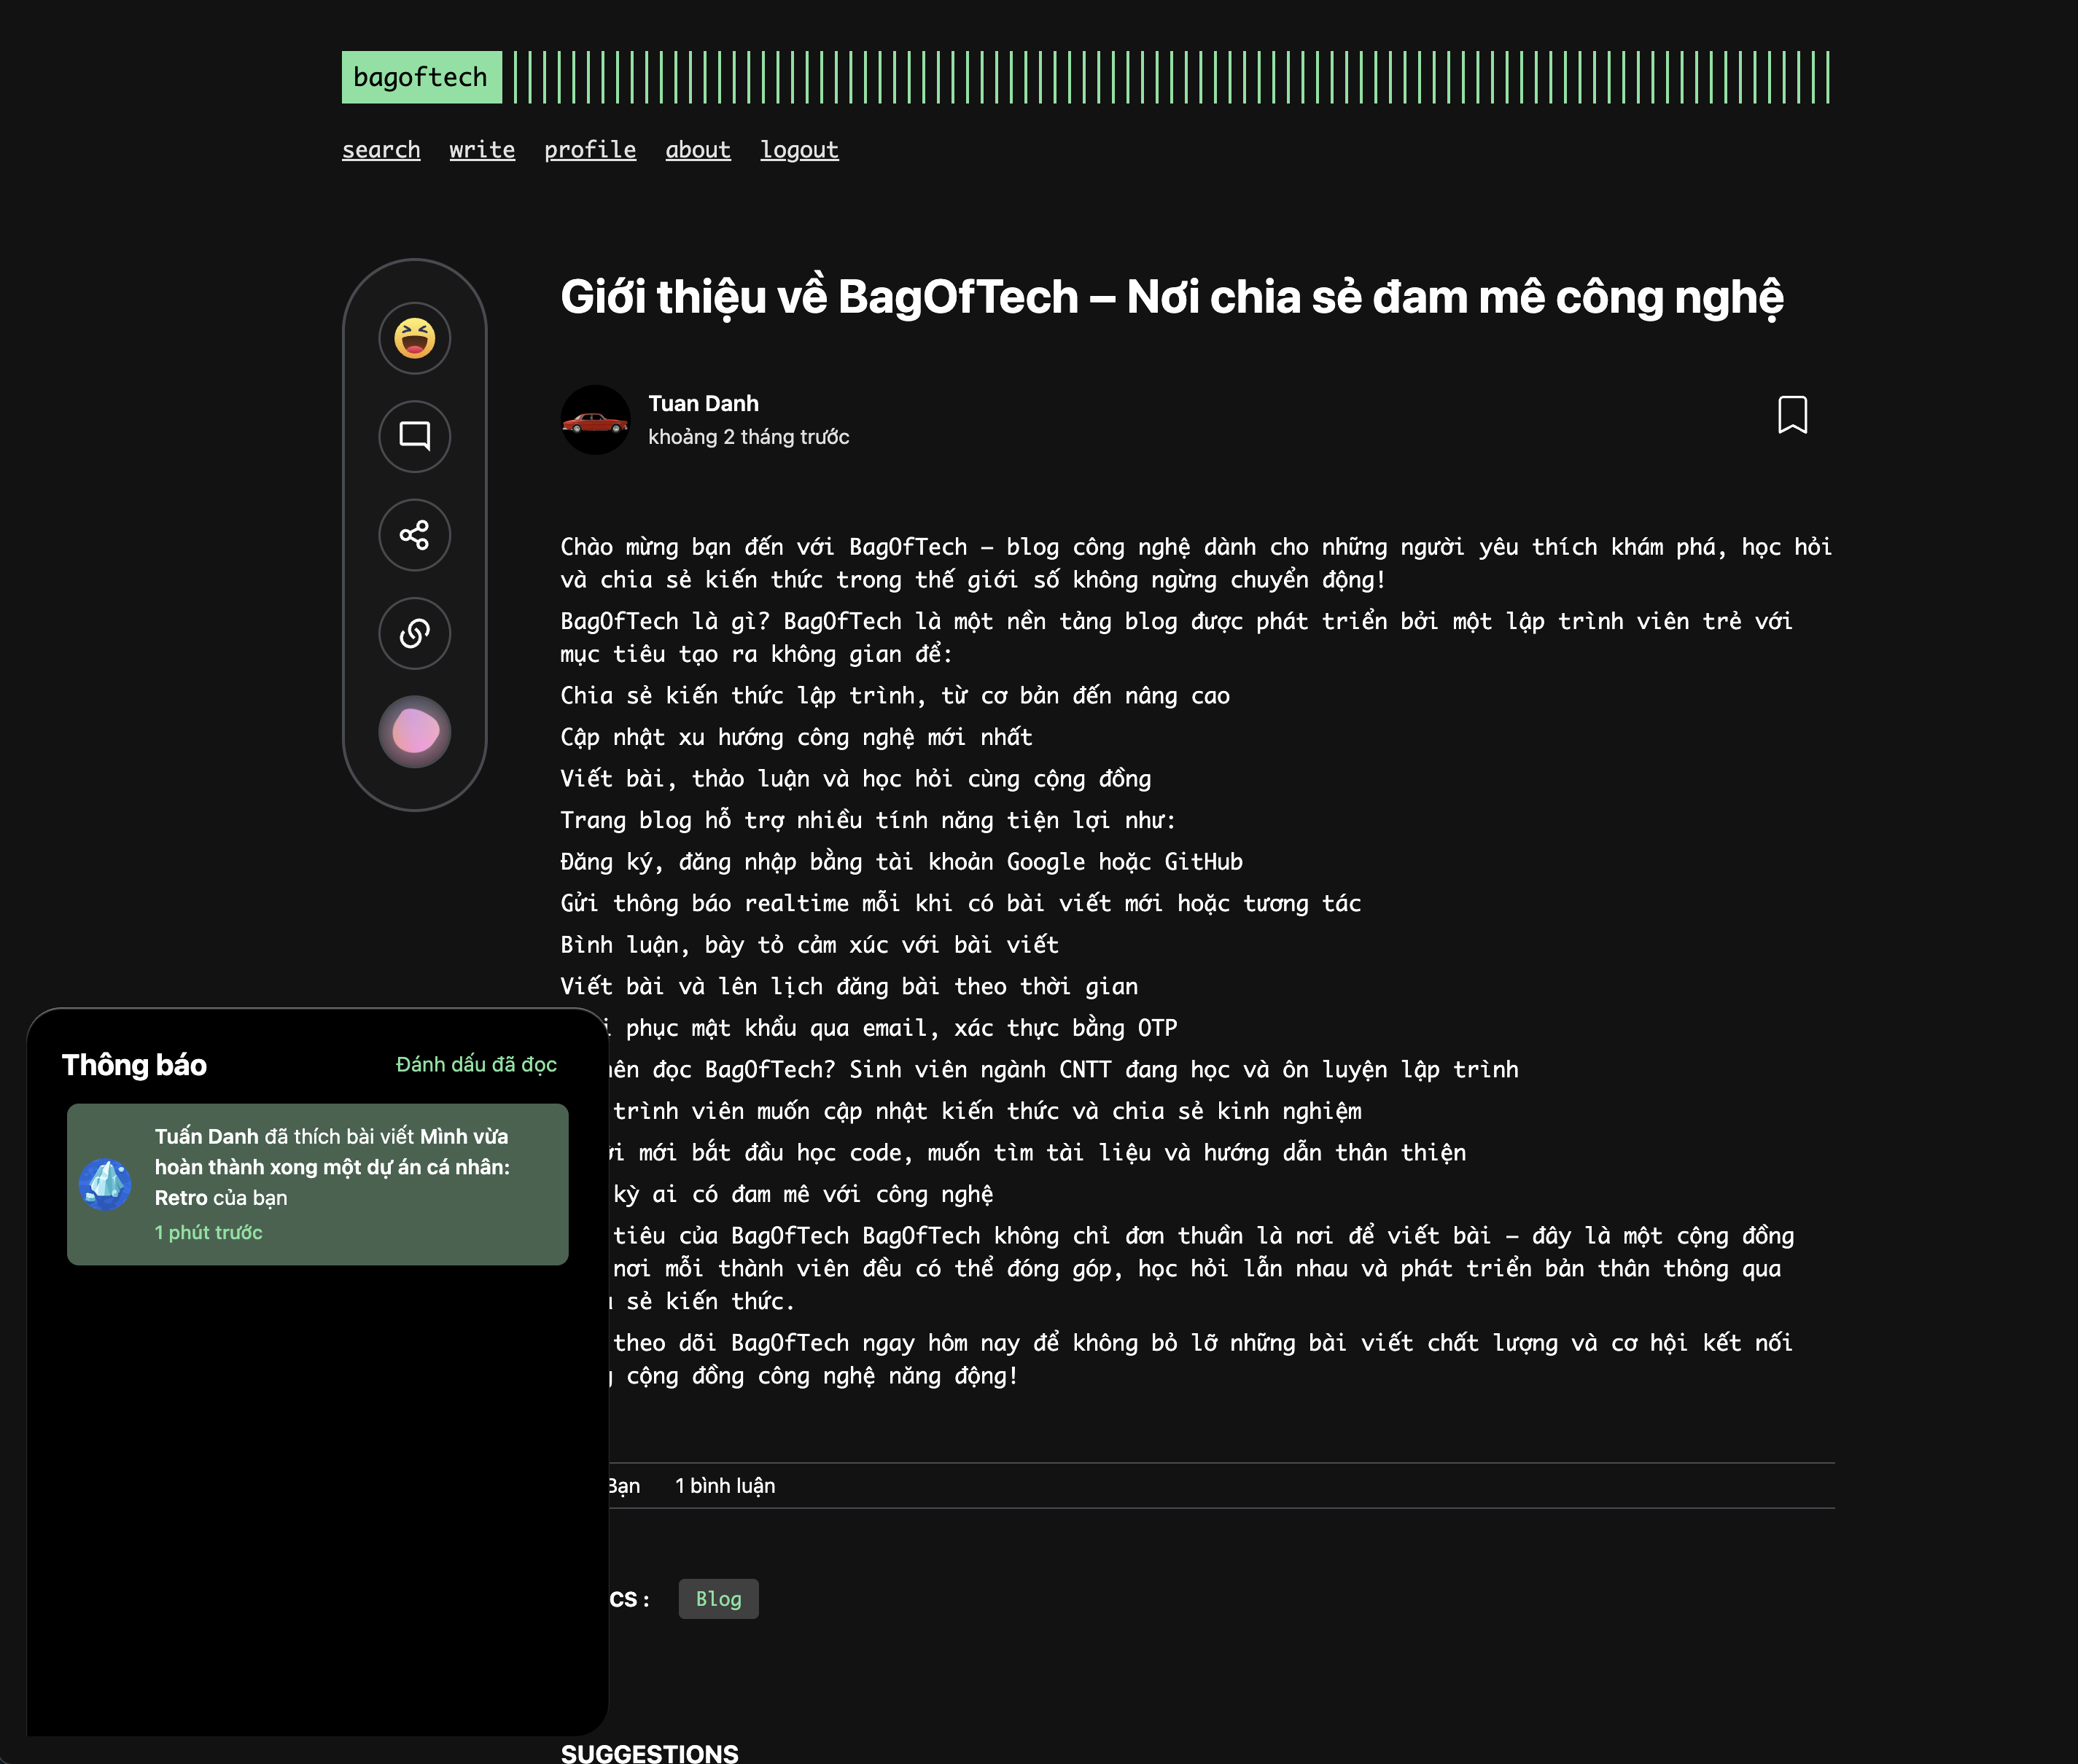 bagoftech
search write profile about logout
Giới thiệu về BagOfTech – Nơi chia sẻ đam mê công nghệ
Tuan Danh
khoảng 2 tháng trước
Chào mừng bạn đến với BagOfTech – blog công nghệ dành cho những người yêu thích khám phá, học hỏi
và chia sẻ kiến thức trong thế giới số không ngừng chuyển động!
BagOfTech là gì? BagOfTech là một nền tảng blog được phát triển bởi một lập trình viên trẻ với
mục tiêu tạo ra không gian để:
Chia sẻ kiến thức lập trình, từ cơ bản đến nâng cao
Cập nhật xu hướng công nghệ mới nhất
Viết bài, thảo luận và học hỏi cùng cộng đồng
Trang blog hỗ trợ nhiều tính năng tiện lợi như:
Đăng ký, đăng nhập bằng tài khoản Google hoặc GitHub
Gửi thông báo realtime mỗi khi có bài viết mới hoặc tương tác
Bình luận, bày tỏ cảm xúc với bài viết
Viết bài và lên lịch đăng bài theo thời gian
phục mật khẩu qua email, xác thực bằng OTP
đọc BagOfTech? Sinh viên ngành CNTT đang học và ôn luyện lập trình
trình viên muốn cập nhật kiến thức và chia sẻ kinh nghiệm
mới bắt đầu học code, muốn tìm tài liệu và hướng dẫn thân thiện
kỳ ai có đam mê với công nghệ
tiêu của BagOfTech BagOfTech không chỉ đơn thuần là nơi để viết bài – đây là một cộng đồng
nơi mỗi thành viên đều có thể đóng góp, học hỏi lẫn nhau và phát triển bản thân thông qua
sẻ kiến thức.
theo dõi BagOfTech ngay hôm nay để không bỏ lỡ những bài viết chất lượng và cơ hội kết nối
cộng đồng công nghệ năng động!
Bạn 1 bình luận
CS : Blog
SUGGESTIONS
Thông báo Đánh dấu đã đọc
Tuấn Danh đã thích bài viết Mình vừa
hoàn thành xong một dự án cá nhân:
Retro của bạn
1 phút trước